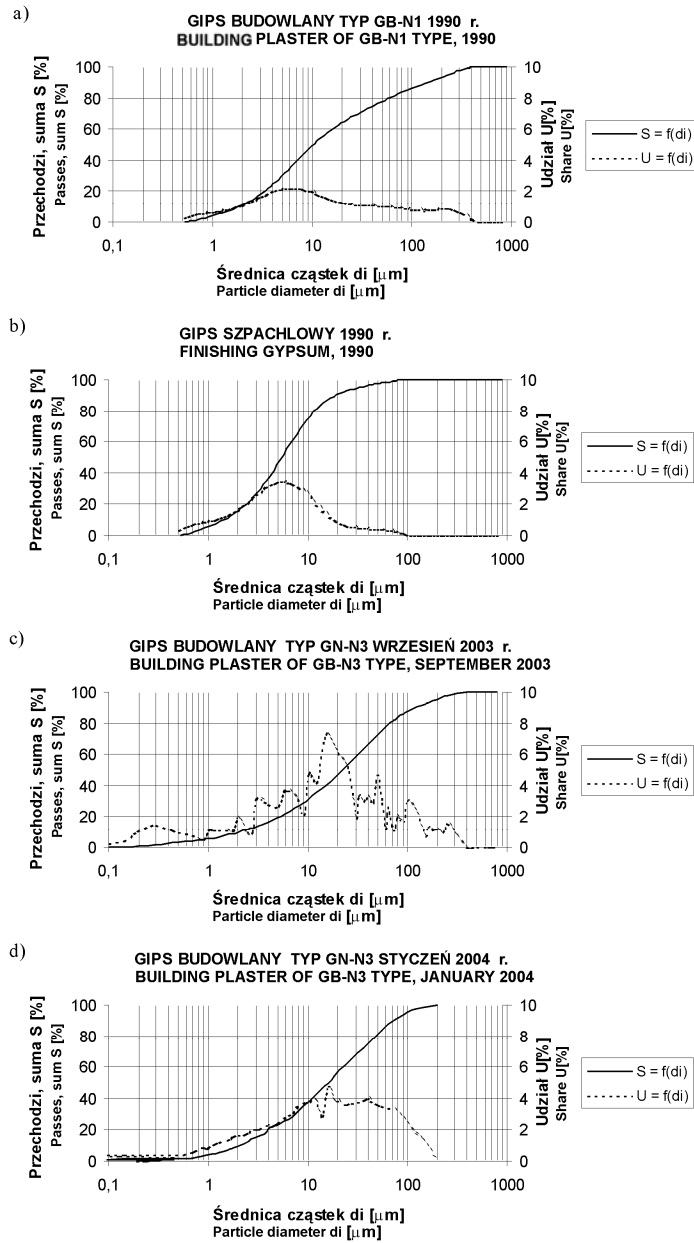 a)
GIPS BUDOWLANY TYP GB-N1 1990 r.
BUILDING PLASTER OF GB-N1 TYPE, 1990
Przechodzi, suma S [%]
Passes, sum S [%]
100
80
60
40
20
0
10
8
6
4
2
0
Udział U[%]
Share U[%]
S = f(di)
U = f(di)
0,1 1 10 100 1000
Średnica cząstek di [μm]
Particle diameter di [μm]
b)
GIPS SZPACHLOWY 1990 r.
FINISHING GYPSUM, 1990
Przechodzi, suma S [%]
Passes, sum S [%]
100
80
60
40
20
0
10
8
6
4
2
0
Udział U[%]
Share U[%]
S = f(di)
U = f(di)
0,1 1 10 100 1000
Średnica cząstek di [μm]
Particle diameter di [μm]
c)
GIPS BUDOWLANY TYP GN-N3 WRZESIEŃ 2003 r.
BUILDING PLASTER OF GB-N3 TYPE, SEPTEMBER 2003
Przechodzi, suma S [%]
Passes, sum S [%]
100
80
60
40
20
0
10
8
6
4
2
0
Udział U[%]
Share U[%]
S = f(di)
U = f(di)
0,1 1 10 100 1000
Średnica cząstek di [μm]
Particle diameter di [μm]
d)
GIPS BUDOWLANY TYP GN-N3 STYCZEŃ 2004 r.
BUILDING PLASTER OF GB-N3 TYPE, JANUARY 2004
Przechodzi, suma S [%]
Passes, sum S [%]
100
80
60
40
20
0
10
8
6
4
2
0
Udział U[%]
Share U[%]
S = f(di)
U = f(di)
0,1 1 10 100 1000
Średnica cząstek di [μm]
Particle diameter di [μm]